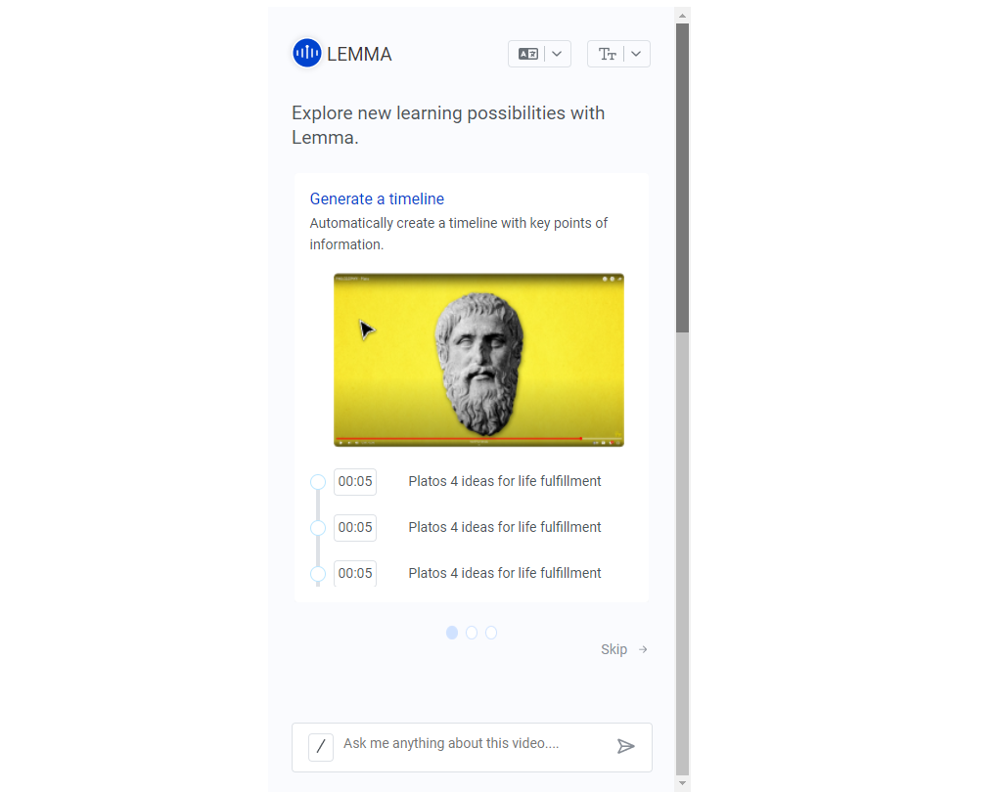 LEMMA
Explore new learning possibilities with
Lemma.
Generate a timeline
Automatically create a timeline with key points of
information.
00:05 Platos 4 ideas for life fulfillment
00:05 Platos 4 ideas for life fulfillment
00:05 Platos 4 ideas for life fulfillment
Skip
/ Ask me anything about this video....